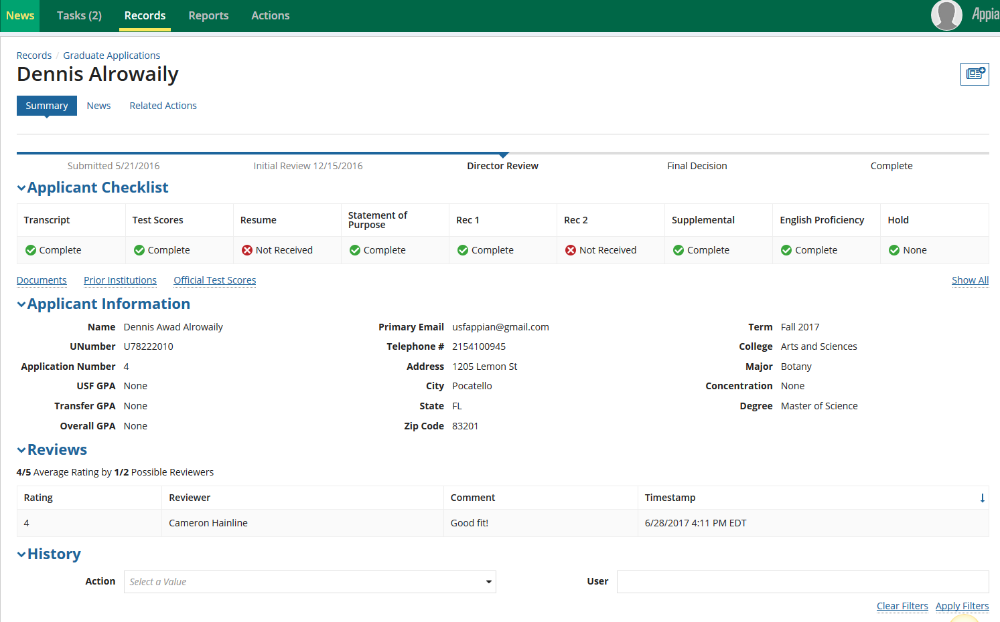 News Tasks (2) Records Reports Actions
Records / Graduate Applications
Dennis Alrowaily
Summary News Related Actions
Submitted 5/21/2016 Initial Review 12/15/2016 Director Review Final Decision Complete
Applicant Checklist
Transcript Test Scores Resume Statement of Purpose Rec 1 Rec 2 Supplemental English Proficiency Hold
Complete Complete Not Received Complete Complete Not Received Complete Complete None
Documents Prior Institutions Official Test Scores Show All
Applicant Information
Name Dennis Awad Alrowaily Primary Email usfappian@gmail.com Term Fall 2017
UNumber U78222010 Telephone # 2154100945 College Arts and Sciences
Application Number 4 Address 1205 Lemon St Major Botany
USF GPA None City Pocatello Concentration None
Transfer GPA None State FL Degree Master of Science
Overall GPA None Zip Code 83201
Reviews
4/5 Average Rating by 1/2 Possible Reviewers
Rating Reviewer Comment Timestamp
4 Cameron Hainline Good fit! 6/28/2017 4:11 PM EDT
History
Action Select a Value User
Clear Filters Apply Filters